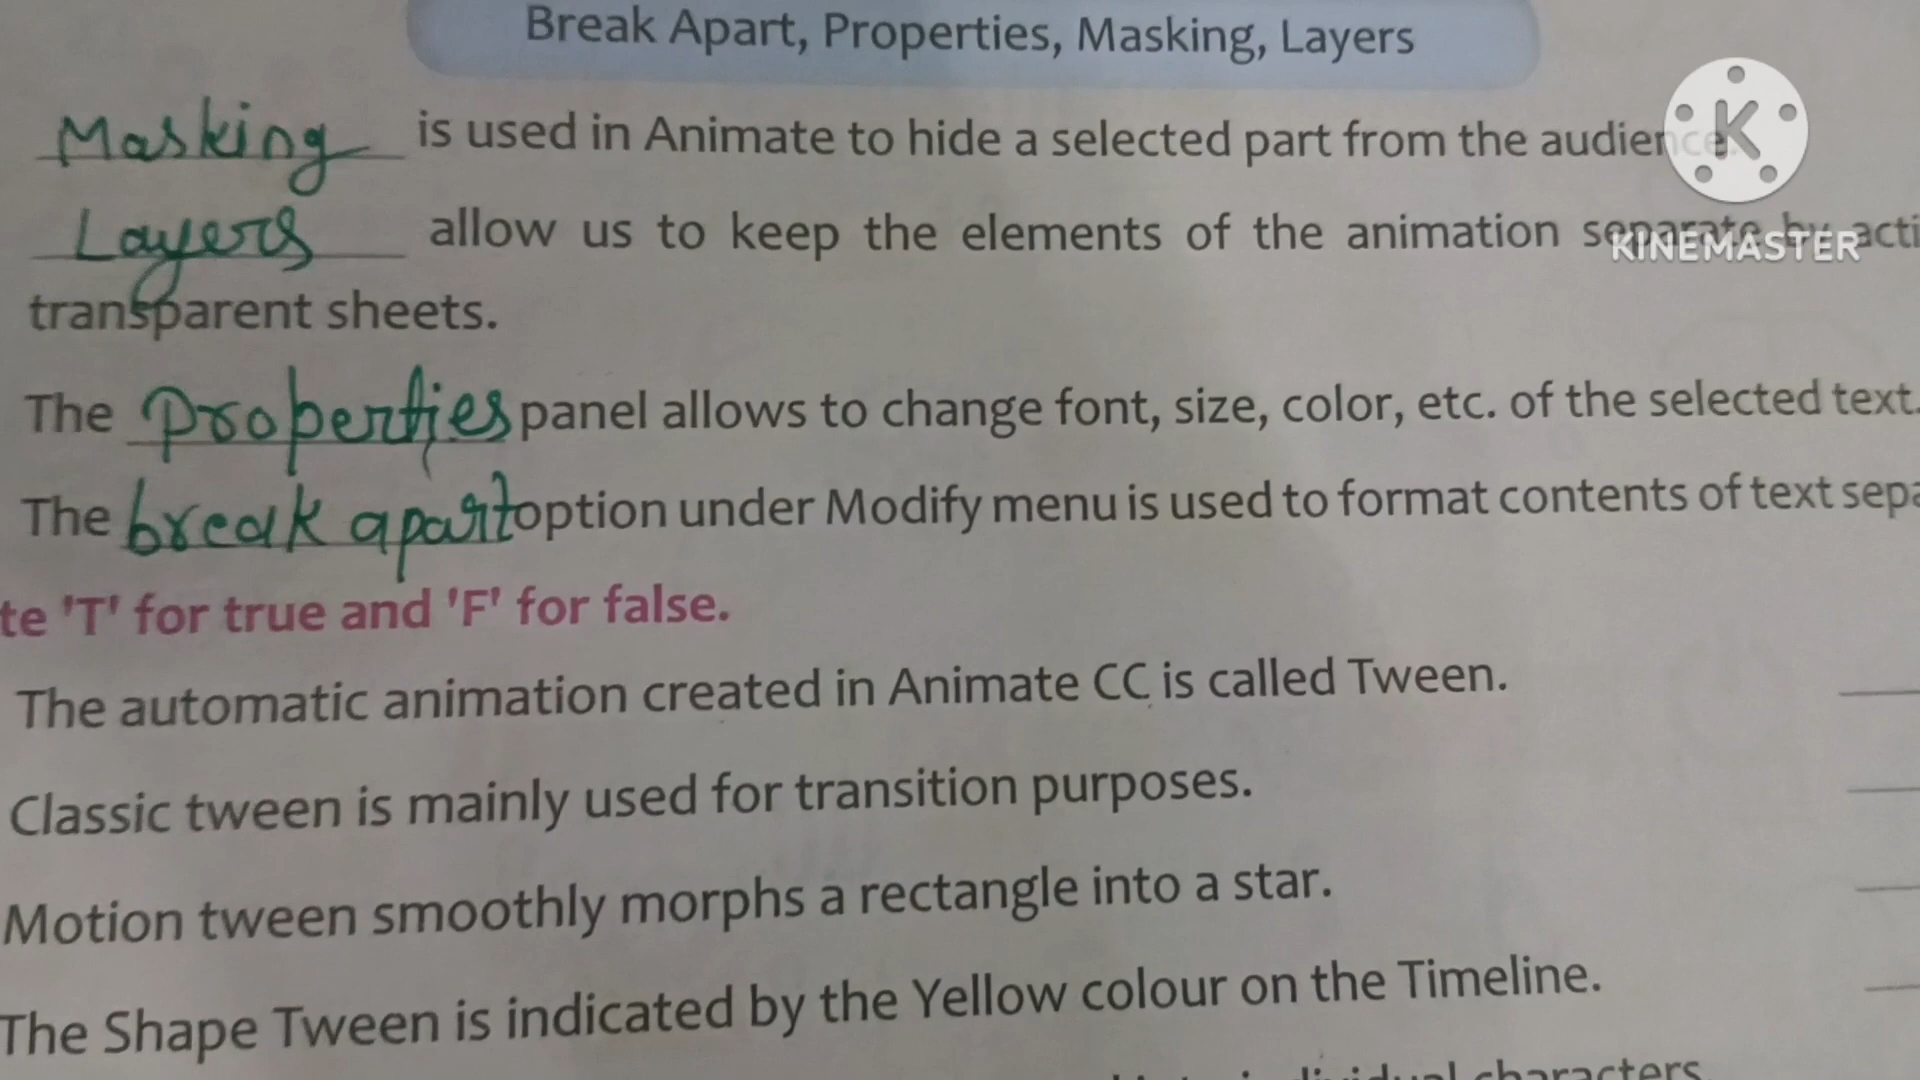 Break Apart, Properties, Masking, Layers
Masking is used in Animate to hide a selected part from the audience.
K
Layers allow us to keep the elements of the animation separate by acti
KINEMASTER
transparent sheets.
The Properties panel allows to change font, size, color, etc. of the selected text.
The break apart option under Modify menu is used to format contents of text sepa
te 'T' for true and 'F' for false.
The automatic animation created in Animate CC is called Tween.
Classic tween is mainly used for transition purposes.
Motion tween smoothly morphs a rectangle into a star.
The Shape Tween is indicated by the Yellow colour on the Timeline.
individual characters.